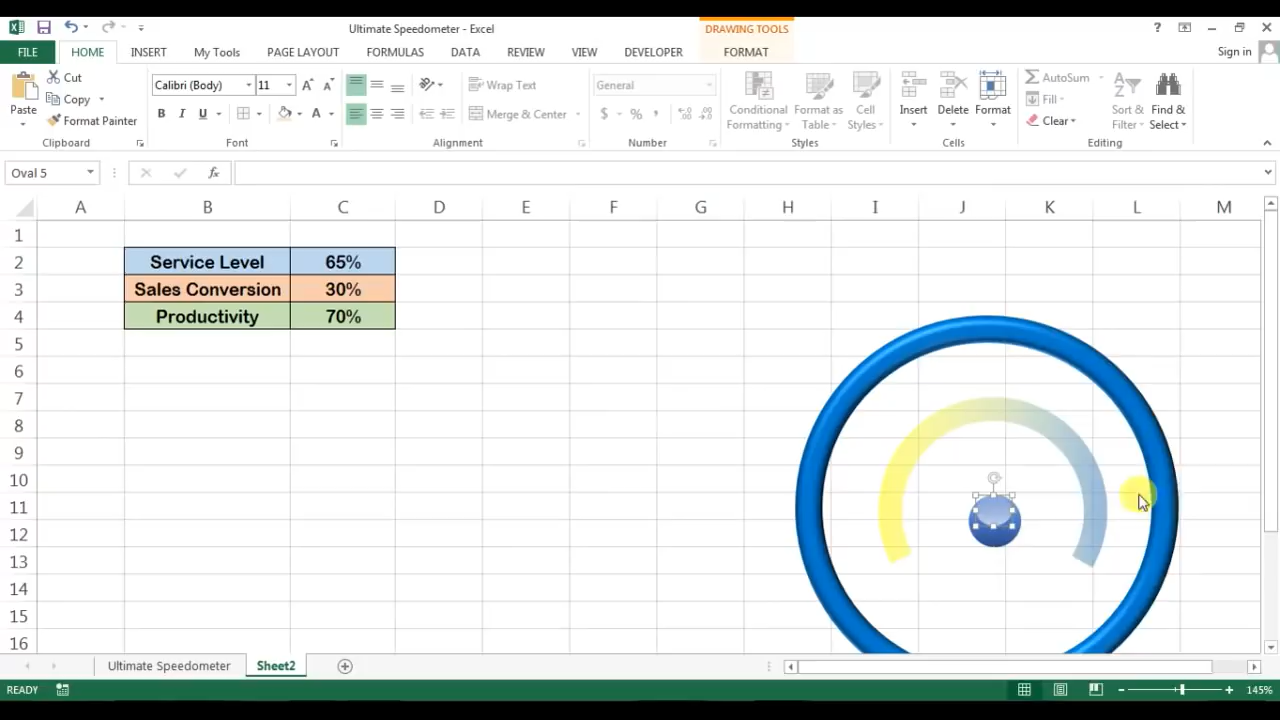 Ultimate Speedometer - Excel
DRAWING TOOLS
Sign in
FILE HOME INSERT My Tools PAGE LAYOUT FORMULAS DATA REVIEW VIEW DEVELOPER FORMAT
Paste
Cut
Copy
Format Painter
Clipboard
Calibri (Body) 11
B I U
Font
Wrap Text
Merge & Center
Alignment
General
$ % ,
Number
Conditional
Formatting
Format as
Table
Cell
Styles
Styles
Insert
Delete
Format
Cells
AutoSum
Fill
Clear
Sort &
Filter
Find &
Select
Editing
Oval 5
fx
A B C D E F G H I J K L M
1
2 Service Level 65%
3 Sales Conversion 30%
4 Productivity 70%
5
6
7
8
9
10
11
12
13
14
15
16
Ultimate Speedometer Sheet2
READY
145%